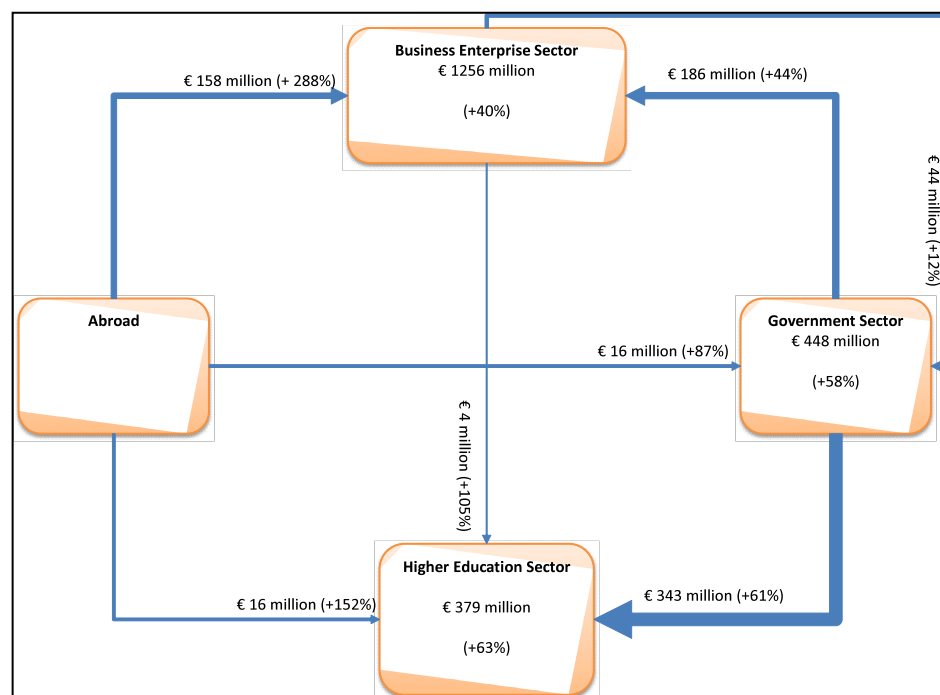 Business Enterprise Sector
€ 1256 million
(+40%)
€ 158 million (+ 288%)
€ 186 million (+44%)
€ 44 million (+12%)
Abroad
Government Sector
€ 448 million
(+58%)
€ 16 million (+87%)
€ 4 million (+105%)
Higher Education Sector
€ 379 million
(+63%)
€ 16 million (+152%)
€ 343 million (+61%)